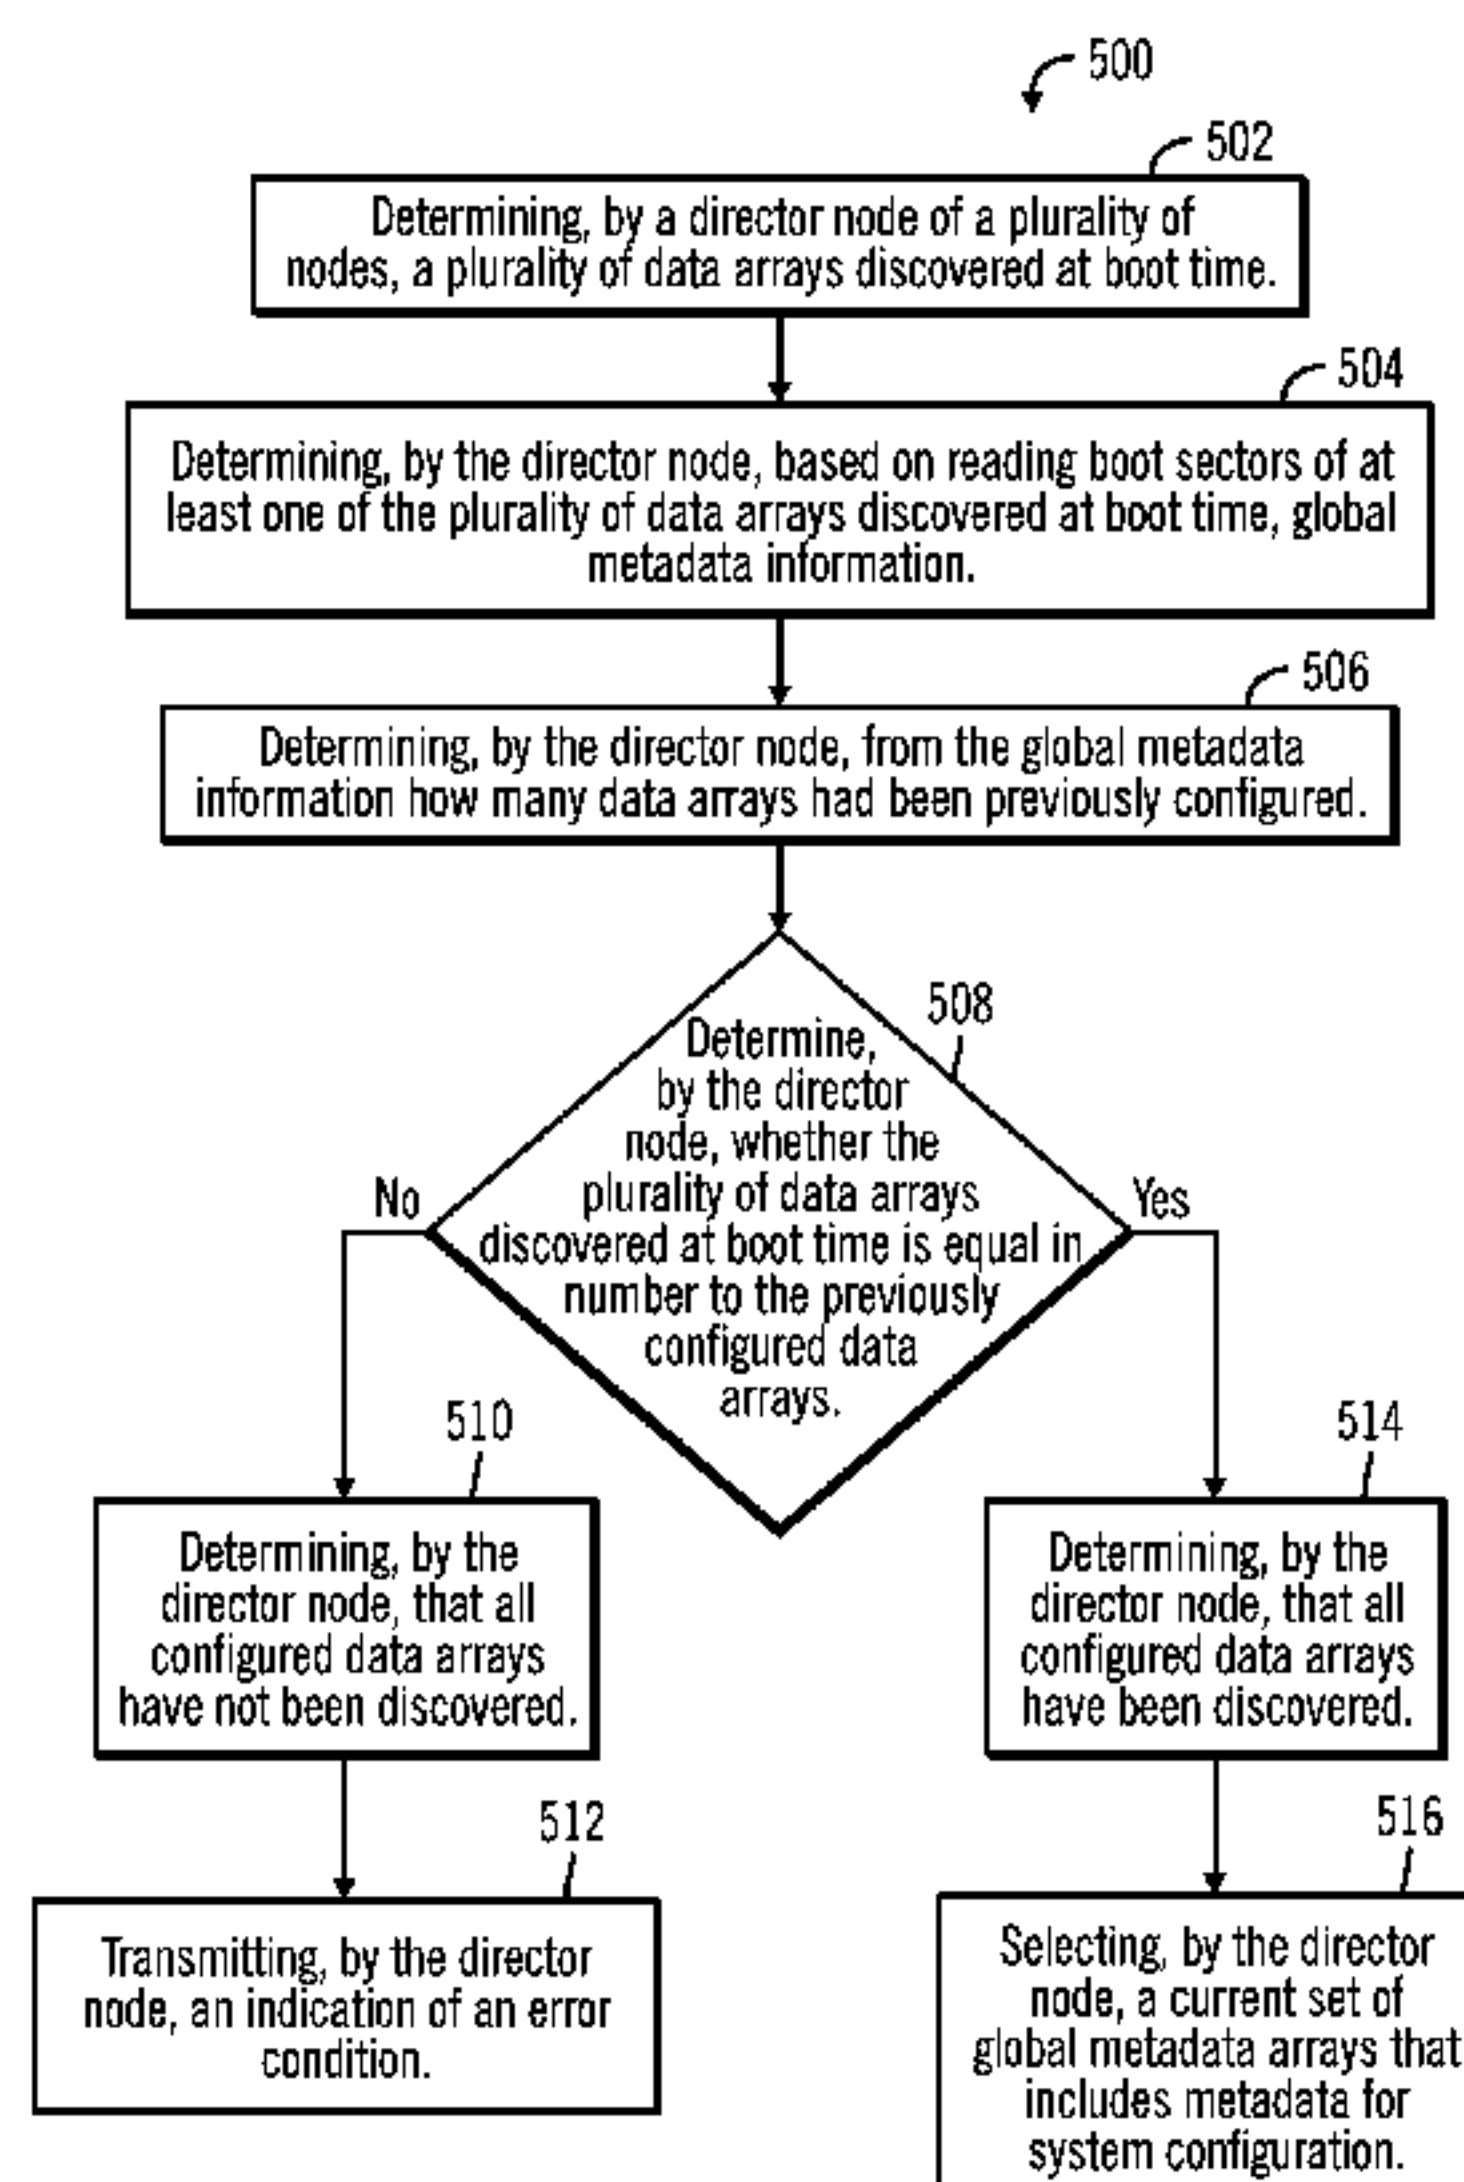 500
502
Determining, by a director node of a plurality of
nodes, a plurality of data arrays discovered at boot time.
504
Determining, by the director node, based on reading boot sectors of at
least one of the plurality of data arrays discovered at boot time, global
metadata information.
506
Determining, by the director node, from the global metadata
information how many data arrays had been previously configured.
508
Determine,
by the director
node, whether the
plurality of data arrays
discovered at boot time is equal in
number to the previously
configured data
arrays.
No
Yes
510
Determining, by the
director node, that all
configured data arrays
have not been discovered.
514
Determining, by the
director node, that all
configured data arrays
have been discovered.
512
Transmitting, by the director
node, an indication of an error
condition.
516
Selecting, by the director
node, a current set of
global metadata arrays that
includes metadata for
system configuration.